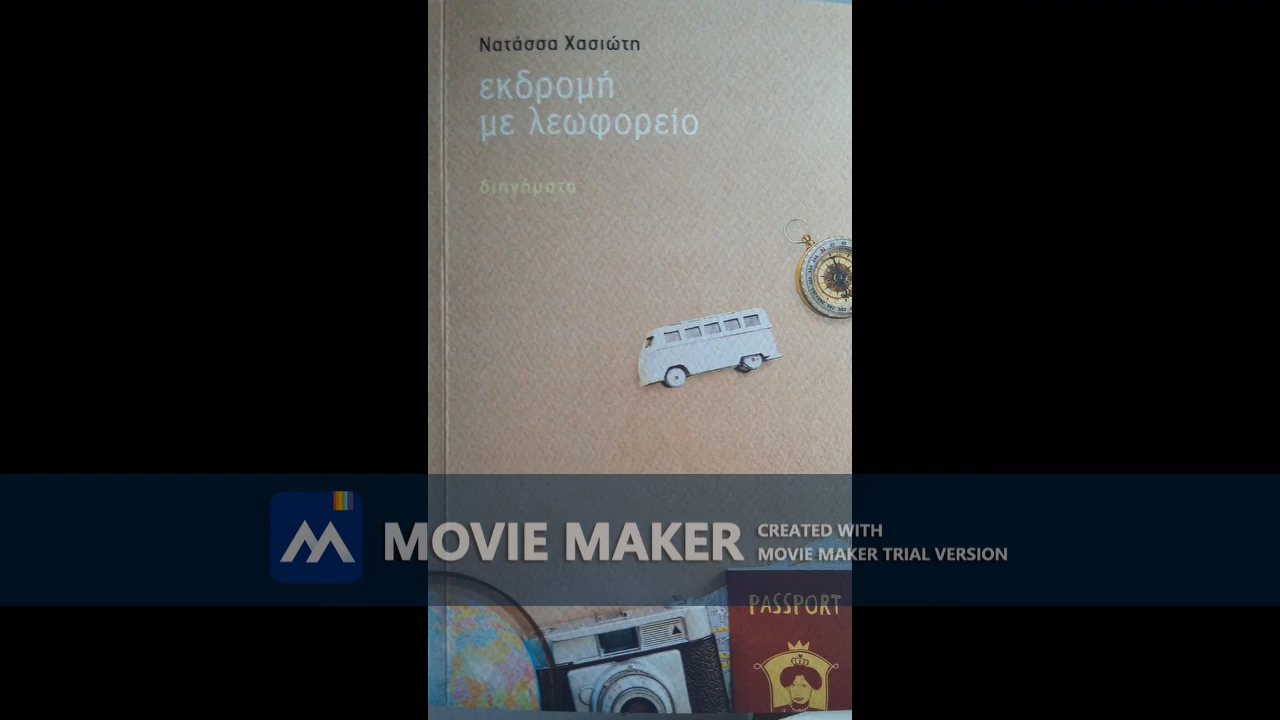 Νατάσσα Χασιώτη
εκδρομή
με λεωφορείο
διηγήματα
MOVIE MAKER
CREATED WITH
MOVIE MAKER TRIAL VERSION
PASSPORT